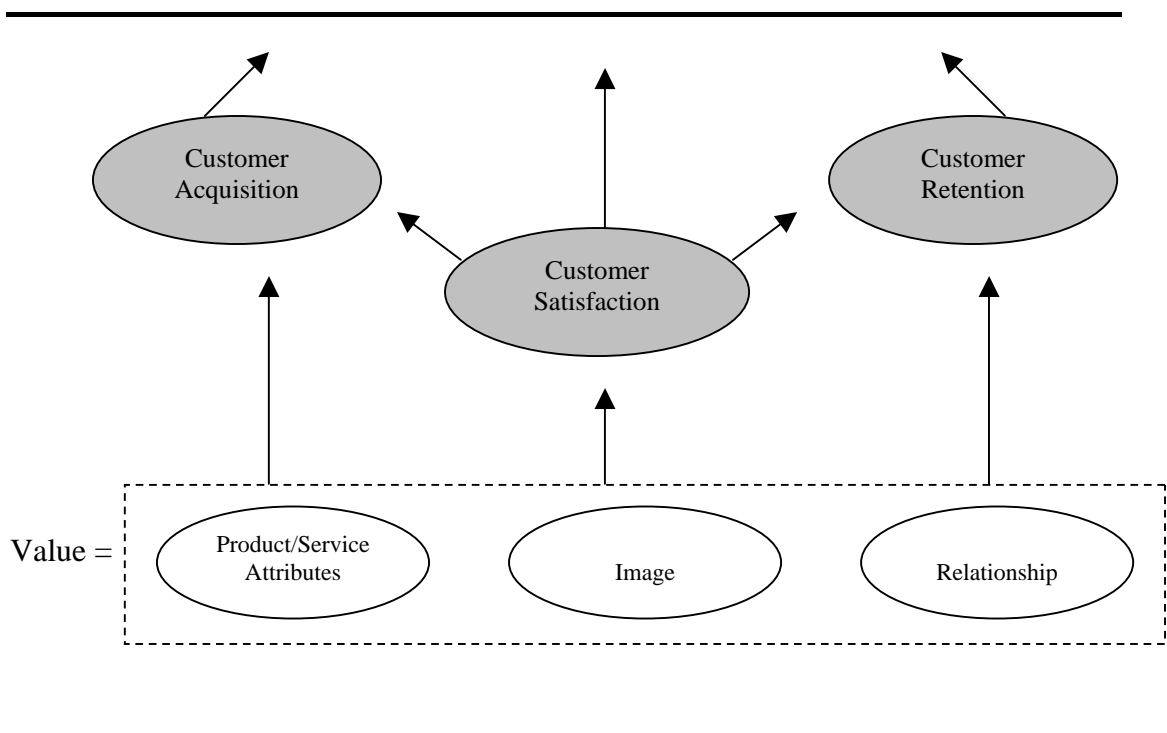 Customer
Acquisition
Customer
Retention
Customer
Satisfaction
Value =
Product/Service
Attributes
Image
Relationship